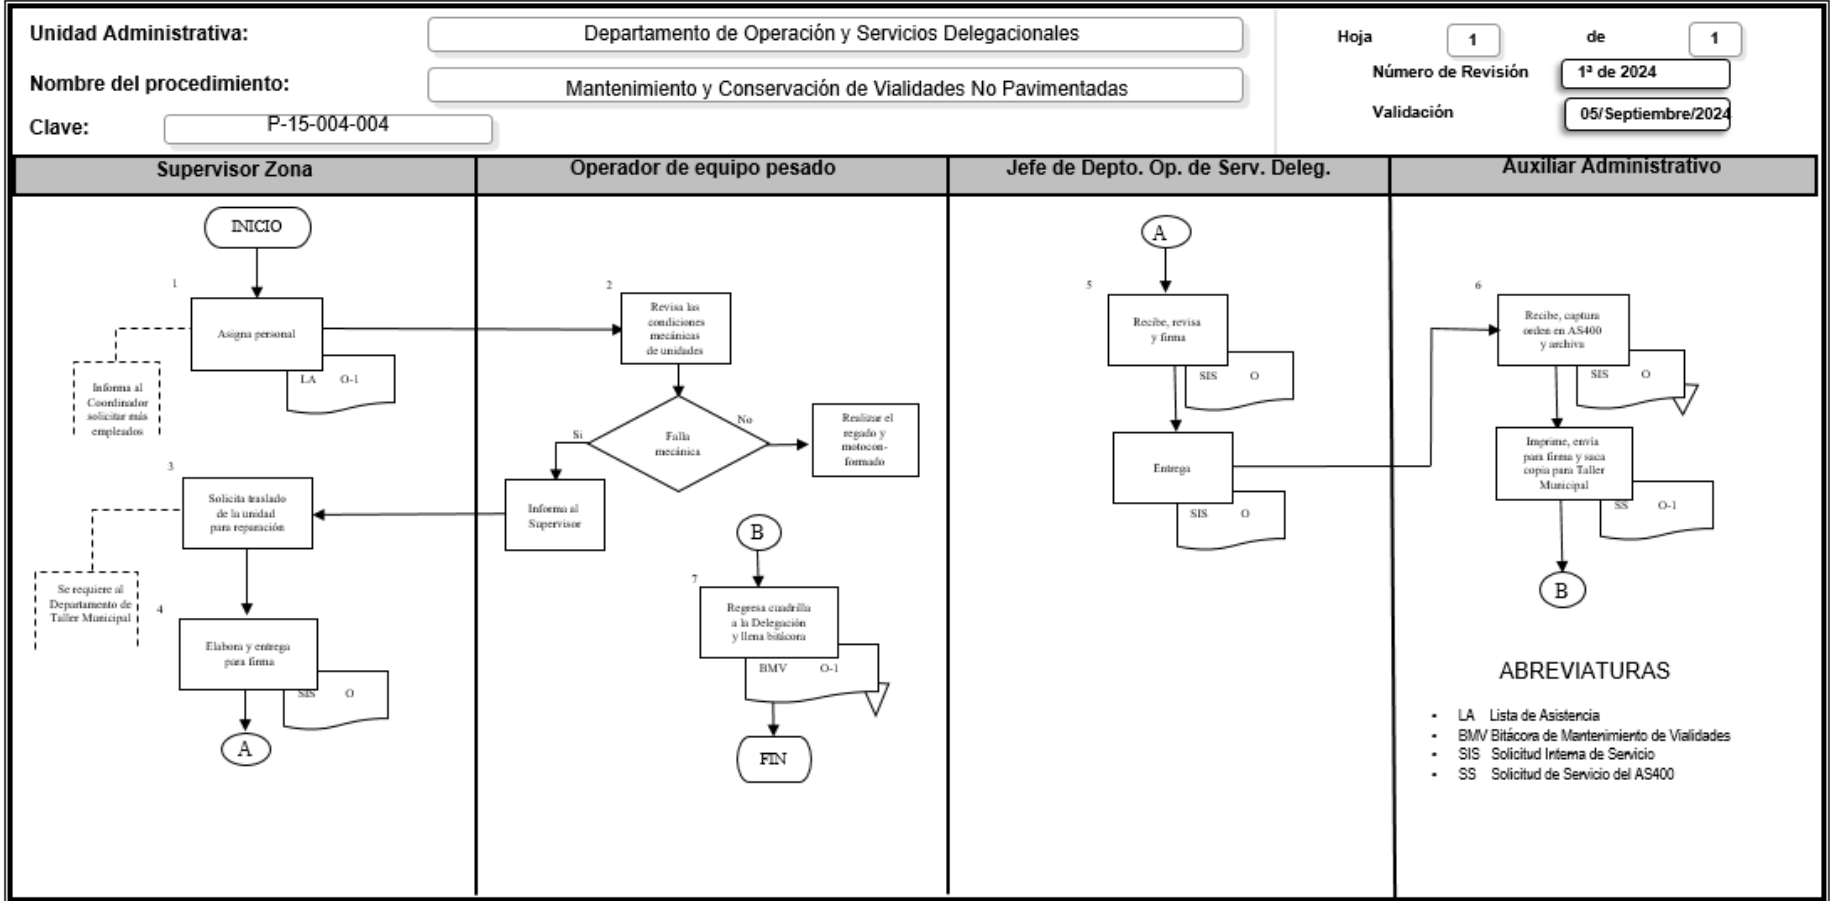 Unidad Administrativa:
Departamento de Operación y Servicios Delegacionales
Hoja 1 de 1
Nombre del procedimiento:
Mantenimiento y Conservación de Vialidades No Pavimentadas
Número de Revisión 1ª de 2024
Clave: P-15-004-004
Validación 05/Septiembre/2024
Supervisor Zona
Operador de equipo pesado
Jefe de Depto. Op. de Serv. Deleg.
Auxiliar Administrativo
INICIO
1
Asigna personal
LA O-1
Informa al
Coordinador
solicitar más
empleados
3
Solicita traslado
de la unidad
para reparación
Se requiere al
Departamento de
Taller Municipal
4
Elabora y entrega
para firma
SIS O
A
2
Revisa las
condiciones
mecánicas
de unidades
Falla
mecánica
Si
No
Realizar el
regado y
motocon-
formado
Informa al
Supervisor
B
7
Regresa cuadrilla
a la Delegación
y llena bitácora
BMV O-1
FIN
A
5
Recibe, revisa
y firma
SIS O
Entrega
SIS O
6
Recibe, captura
orden en AS400
y archiva
SIS O
Imprime, envía
para firma y saca
copia para Taller
Municipal
SS O-1
B
ABREVIATURAS
- LA Lista de Asistencia
- BMV Bitácora de Mantenimiento de Vialidades
- SIS Solicitud Interna de Servicio
- SS Solicitud de Servicio del AS400